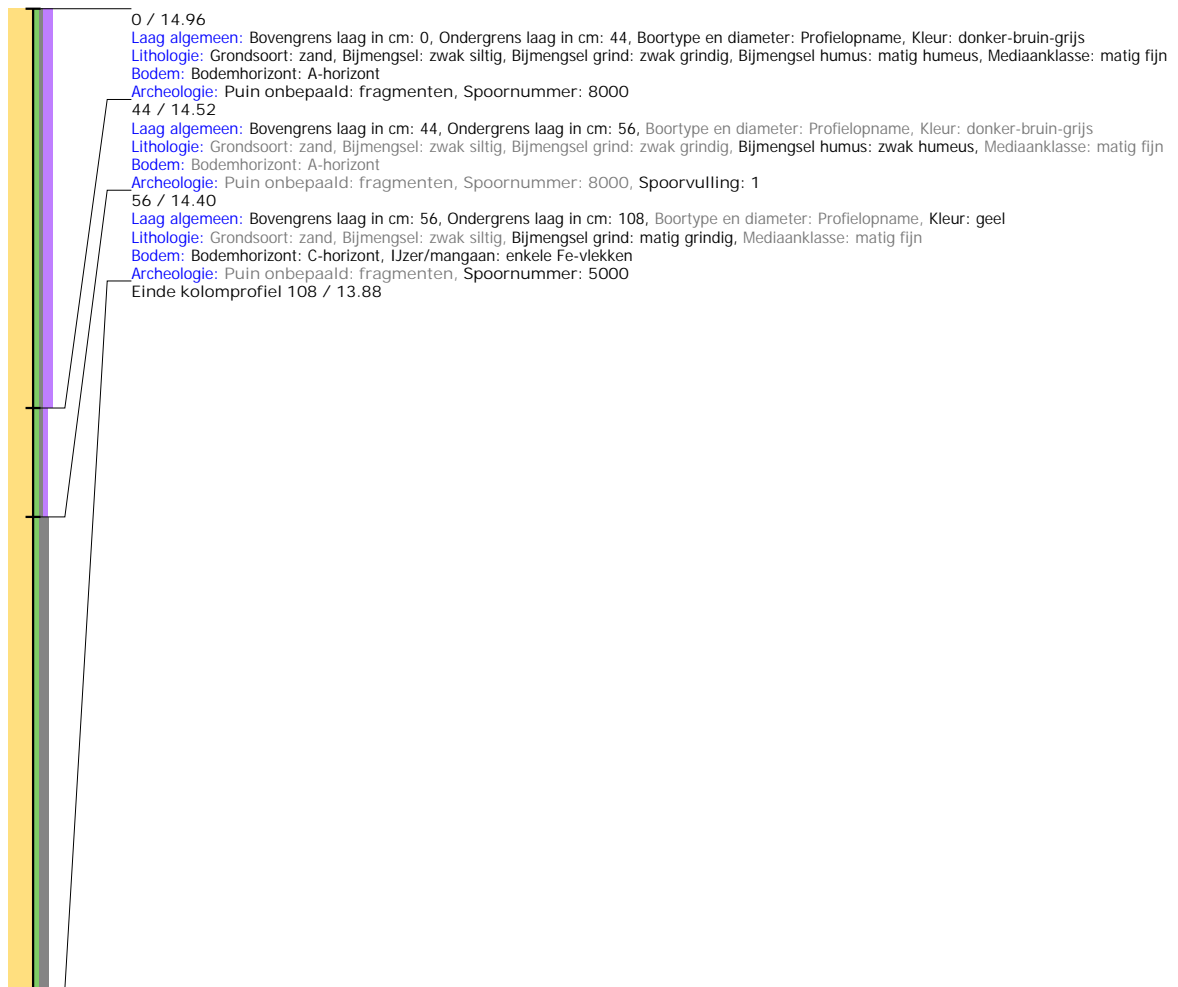 0 / 14.96
Laag algemeen: Bovengrens laag in cm: 0, Ondergrens laag in cm: 44, Boortype en diameter: Profielopname, Kleur: donker-bruin-grijs
Lithologie: Grondsoort: zand, Bijmengsel: zwak siltig, Bijmengsel grind: zwak grindig, Bijmengsel humus: matig humeus, Mediaanklasse: matig fijn
Bodem: Bodemhorizont: A-horizont
Archeologie: Puin onbepaald: fragmenten, Spoornummer: 8000
44 / 14.52
Laag algemeen: Bovengrens laag in cm: 44, Ondergrens laag in cm: 56, Boortype en diameter: Profielopname, Kleur: donker-bruin-grijs
Lithologie: Grondsoort: zand, Bijmengsel: zwak siltig, Bijmengsel grind: zwak grindig, Bijmengsel humus: zwak humeus, Mediaanklasse: matig fijn
Bodem: Bodemhorizont: A-horizont
Archeologie: Puin onbepaald: fragmenten, Spoornummer: 8000, Spoorvulling: 1
56 / 14.40
Laag algemeen: Bovengrens laag in cm: 56, Ondergrens laag in cm: 108, Boortype en diameter: Profielopname, Kleur: geel
Lithologie: Grondsoort: zand, Bijmengsel: zwak siltig, Bijmengsel grind: matig grindig, Mediaanklasse: matig fijn
Bodem: Bodemhorizont: C-horizont, IJzer/mangaan: enkele Fe-vlekken
Archeologie: Puin onbepaald: fragmenten, Spoornummer: 5000
Einde kolomprofiel 108 / 13.88